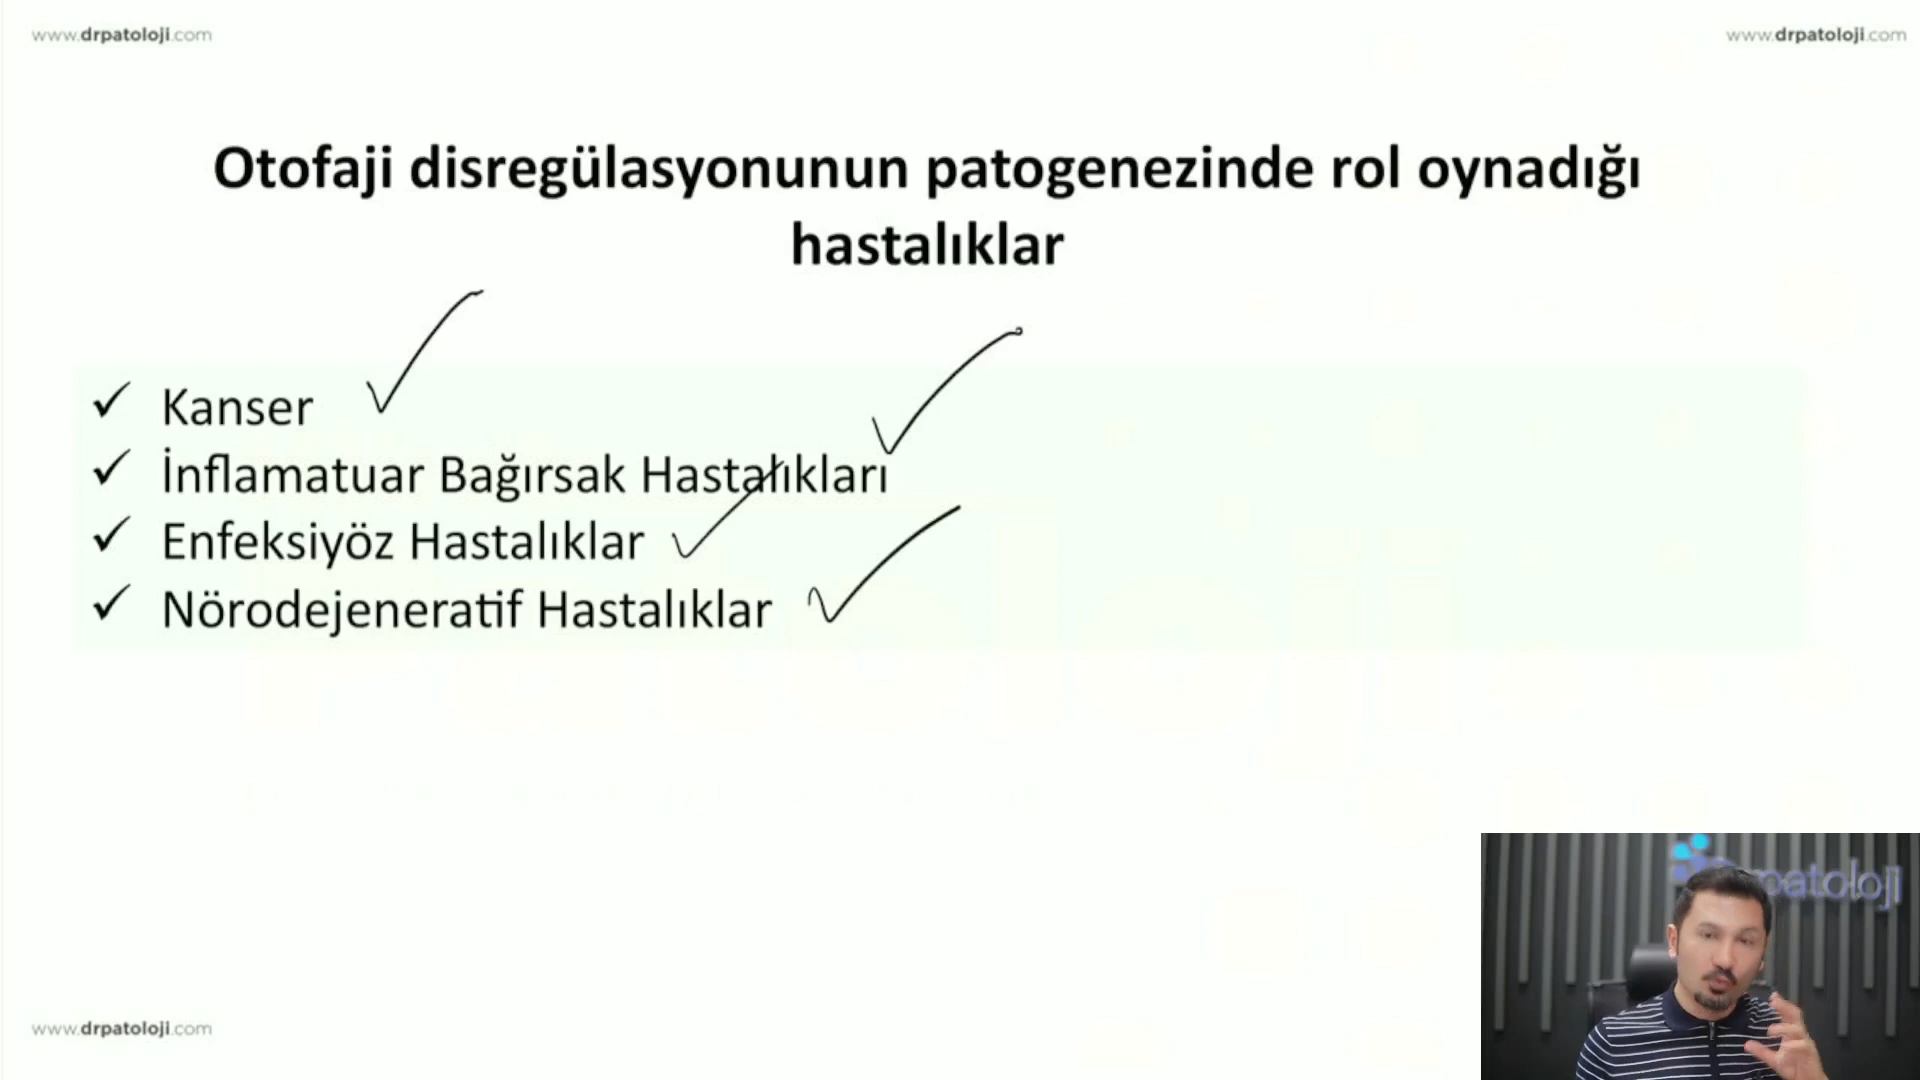 www.drpatoloji.com
www.drpatoloji.com
Otofaji disregülasyonunun patogenezinde rol oynadığı
hastalıklar
✓ Kanser
✓ İnflamatuar Bağırsak Hastalıkları
✓ Enfeksiyöz Hastalıklar
✓ Nörodejeneratif Hastalıklar
patoloji
www.drpatoloji.com